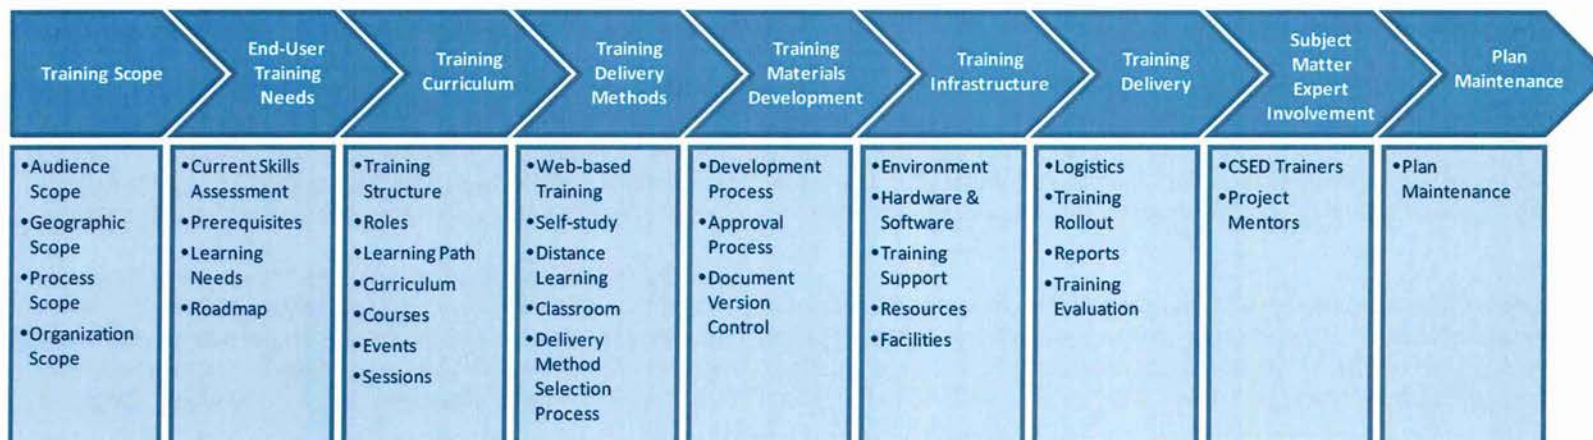 Training Scope
End-User
Training
Needs
Training
Curriculum
Training
Delivery
Methods
Training
Materials
Development
Training
Infrastructure
Training
Delivery
Subject
Matter
Expert
Involvement
Plan
Maintenance
•Audience
Scope
•Geographic
Scope
•Process
Scope
•Organization
Scope
•Current Skills
Assessment
•Prerequisites
•Learning
Needs
•Roadmap
•Training
Structure
•Roles
•Learning Path
•Curriculum
•Courses
•Events
•Sessions
•Web-based
Training
•Self-study
•Distance
Learning
•Classroom
•Delivery
Method
Selection
Process
•Development
Process
•Approval
Process
•Document
Version
Control
•Environment
•Hardware &
Software
•Training
Support
•Resources
•Facilities
•Logistics
•Training
Rollout
•Reports
•Training
Evaluation
•CSED Trainers
•Project
Mentors
•Plan
Maintenance